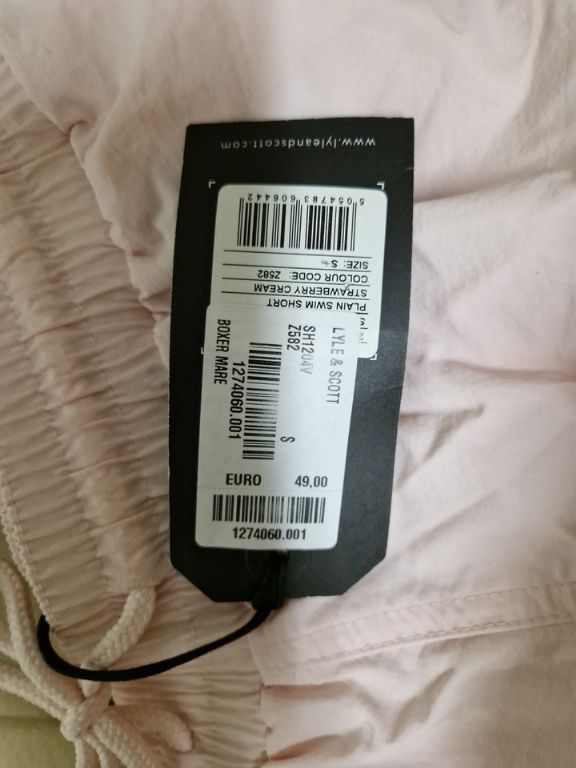 www.lyleandscott.com
PLAIN SWIM SHORT
STRAWBERRY CREAM
COLOUR CODE: Z582
SIZE: S
5 054783 606442
LYLE & SCOTT
SH1204V
Z582
S
1274060.001
BOXER MARE
EURO 49,00
1274060.001